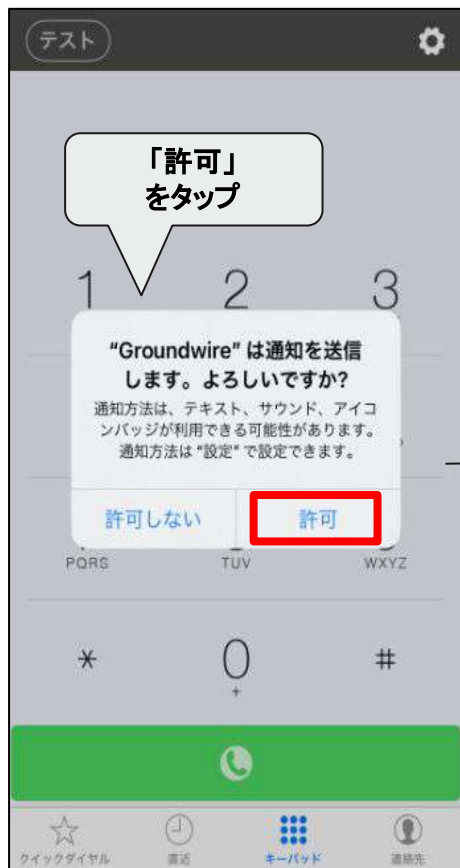 テスト
「許可」
をタップ
1
2
3
"Groundwire" は通知を送信
します。よろしいですか?
通知方法は、テキスト、サウンド、アイコ
ンバッジが利用できる可能性があります。
通知方法は"設定"で設定できます。
許可しない
許可
PQRS
TUV
WXYZ
*
0
#
+
クイックダイヤル
直近
キーパッド
連絡先